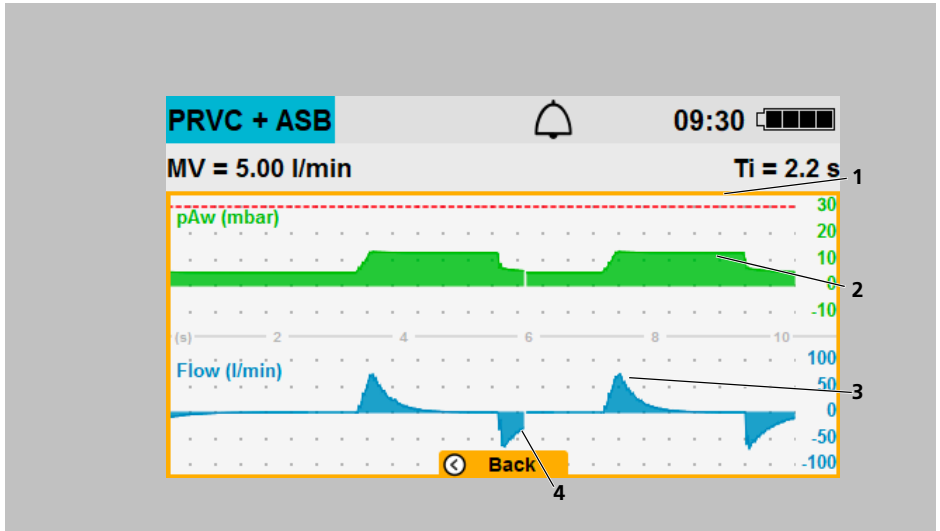 PRVC + ASB 09:30
MV = 5.00 l/min Ti = 2.2 s
1
30
pAw (mbar)
20
10
2
0
-10
(s) 2 4 6 8 10
100
Flow (l/min)
50
3
0
-50
-100
Back
4